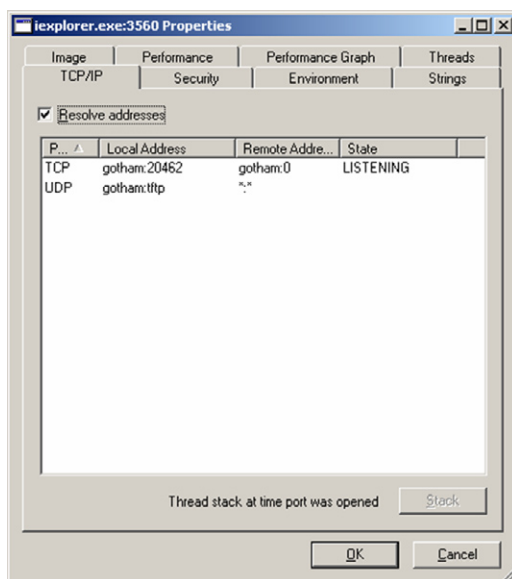 iexplorer.exe:3560 Properties
Image Performance Performance Graph Threads
TCP/IP Security Environment Strings
Resolve addresses
P... Local Address Remote Addre... State
TCP gotham:20462 gotham:0 LISTENING
UDP gotham:tftp *:*
Thread stack at time port was opened Stack
OK Cancel